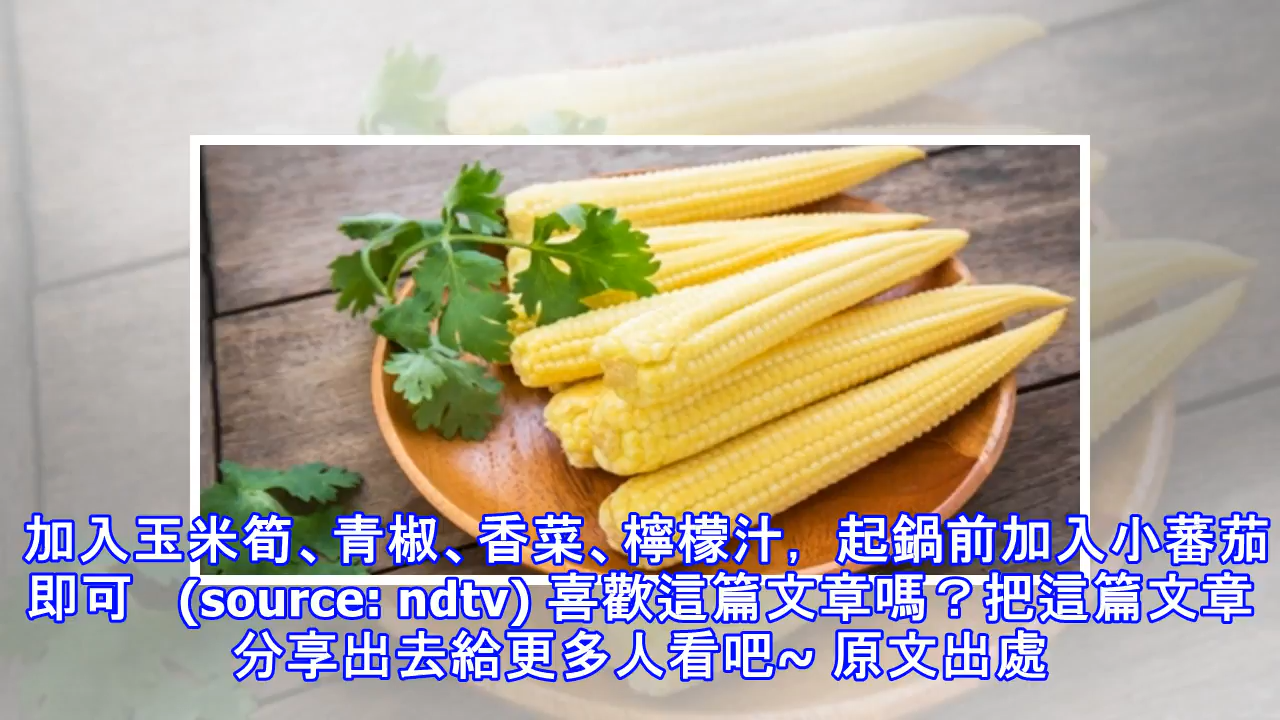 加入玉米筍、青椒、香菜、檸檬汁，起鍋前加入小蕃茄
即可 (source: ndtv) 喜歡這篇文章嗎？把這篇文章
分享出去給更多人看吧~ 原文出處